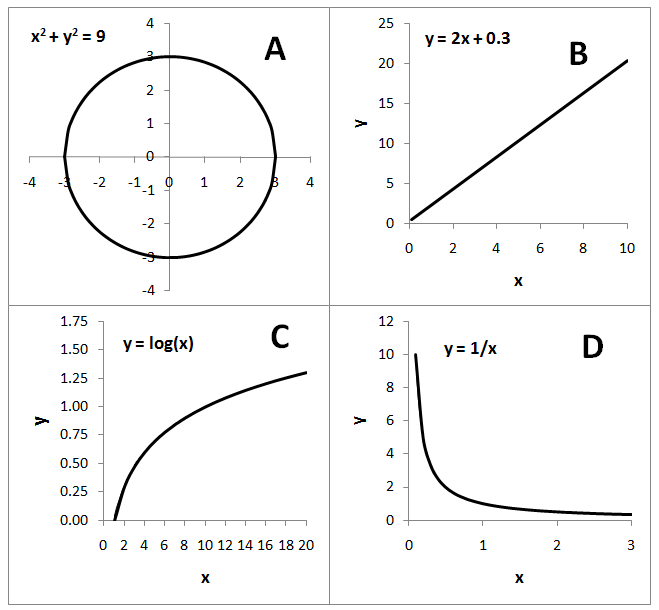 x² + y² = 9
A
4
3
2
1
0
-1
-2
-3
-4
-4 -3 -2 -1 0 1 2 3 4
y = 2x + 0.3
B
25
20
15
10
5
0
y
0 2 4 6 8 10
x
y = log(x)
C
1.75
1.50
1.25
1.00
0.75
0.50
0.25
0.00
y
0 2 4 6 8 10 12 14 16 18 20
x
y = 1/x
D
12
10
8
6
4
2
0
y
0 1 2 3
x